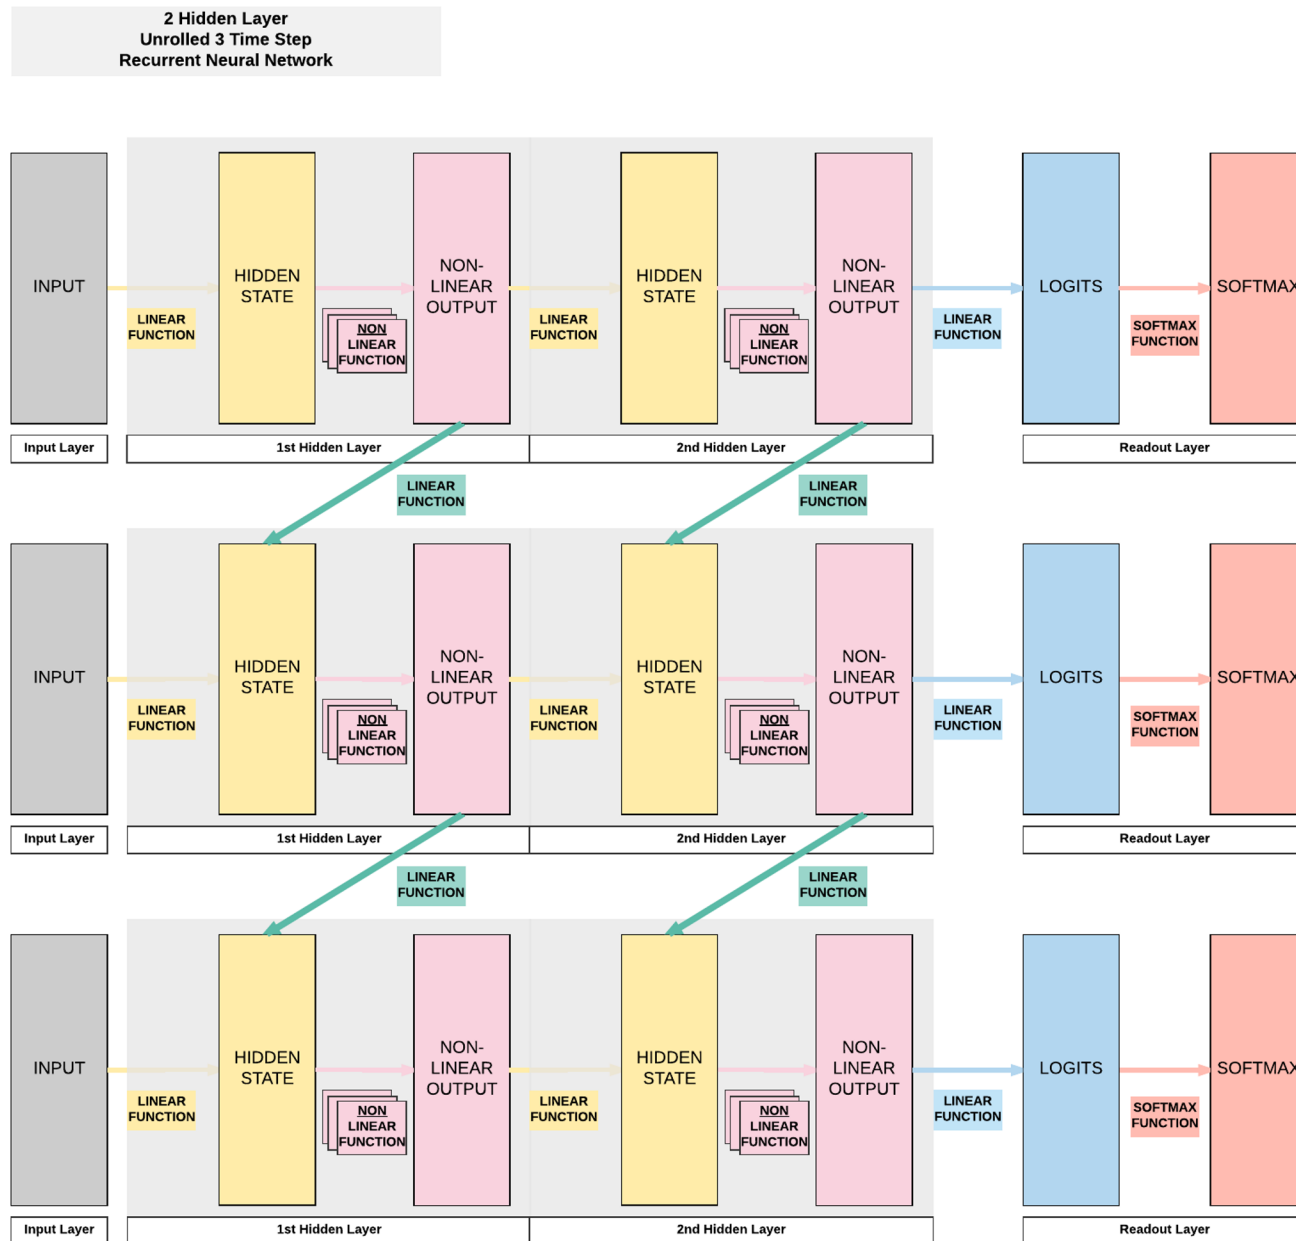 2 Hidden Layer
Unrolled 3 Time Step
Recurrent Neural Network
INPUT
LINEAR
FUNCTION
HIDDEN
STATE
NON
LINEAR
FUNCTION
NON-
LINEAR
OUTPUT
LINEAR
FUNCTION
HIDDEN
STATE
NON
LINEAR
FUNCTION
NON-
LINEAR
OUTPUT
LINEAR
FUNCTION
LOGITS
SOFTMAX
FUNCTION
SOFTMAX
Input Layer
1st Hidden Layer
2nd Hidden Layer
Readout Layer
LINEAR
FUNCTION
LINEAR
FUNCTION
INPUT
LINEAR
FUNCTION
HIDDEN
STATE
NON
LINEAR
FUNCTION
NON-
LINEAR
OUTPUT
LINEAR
FUNCTION
HIDDEN
STATE
NON
LINEAR
FUNCTION
NON-
LINEAR
OUTPUT
LINEAR
FUNCTION
LOGITS
SOFTMAX
FUNCTION
SOFTMAX
Input Layer
1st Hidden Layer
2nd Hidden Layer
Readout Layer
LINEAR
FUNCTION
LINEAR
FUNCTION
INPUT
LINEAR
FUNCTION
HIDDEN
STATE
NON
LINEAR
FUNCTION
NON-
LINEAR
OUTPUT
LINEAR
FUNCTION
HIDDEN
STATE
NON
LINEAR
FUNCTION
NON-
LINEAR
OUTPUT
LINEAR
FUNCTION
LOGITS
SOFTMAX
FUNCTION
SOFTMAX
Input Layer
1st Hidden Layer
2nd Hidden Layer
Readout Layer